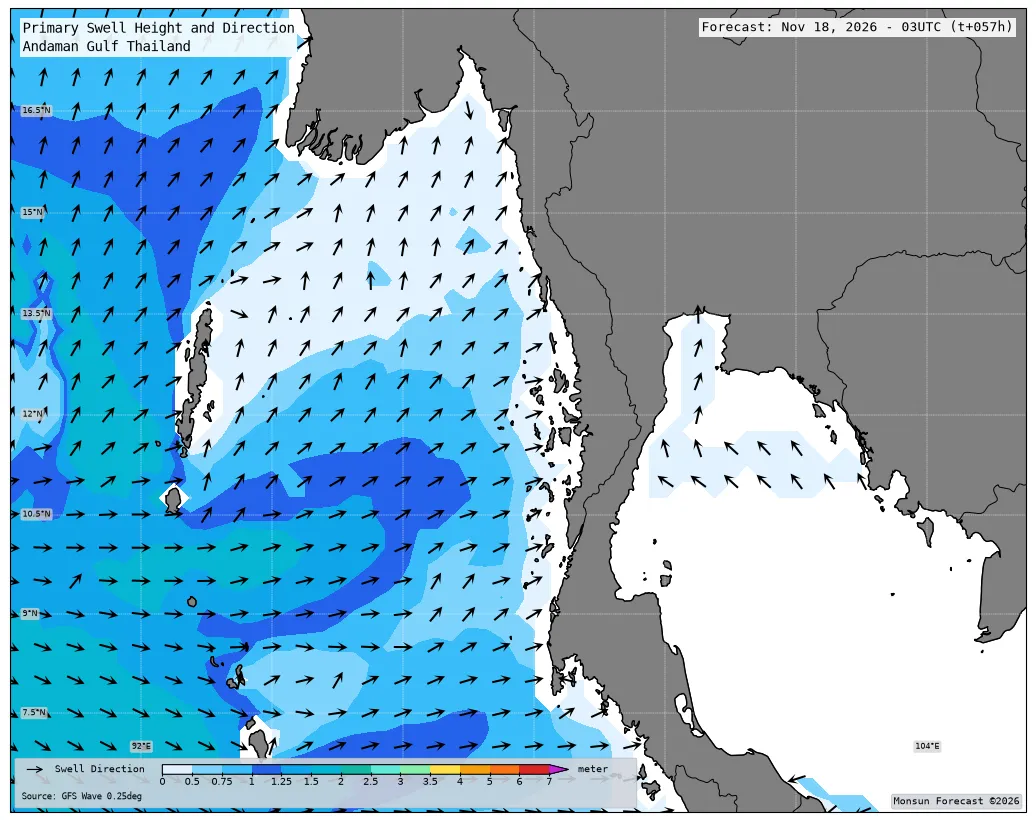 Primary Swell Height and Direction
Andaman Gulf Thailand
Forecast: Nov 18, 2026 - 03UTC (t+057h)
16.5°N
15°N
13.5°N
12°N
10.5°N
9°N
7.5°N
92°E
104°E
Swell Direction
0 0.5 0.75 1 1.25 1.5 2 2.5 3 3.5 4 5 6 7
meter
Source: GFS Wave 0.25deg
Monsun Forecast ©2026